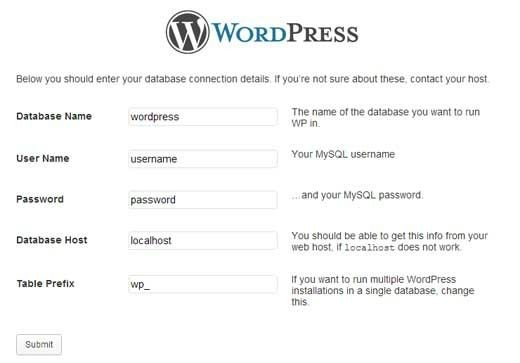 WORDPRESS
Below you should enter your database connection details. If you're not sure about these, contact your host.
Database Name
wordpress
The name of the database you want to run
WP in.
User Name
username
Your MySQL username
Password
password
…and your MySQL password.
Database Host
localhost
You should be able to get this info from your
web host, if localhost does not work.
Table Prefix
wp_
If you want to run multiple WordPress
installations in a single database, change
this.
Submit